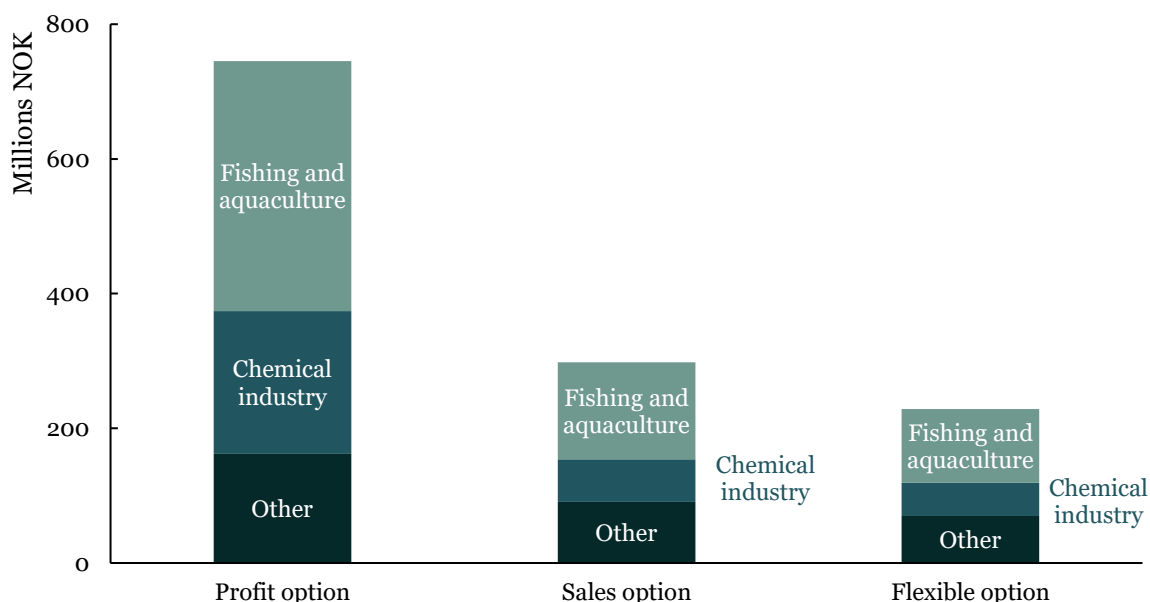 Millions NOK
800
600
400
200
0
Fishing and
aquaculture
Chemical
industry
Other
Fishing and
aquaculture
Chemical
industry
Other
Fishing and
aquaculture
Chemical
industry
Other
Profit option
Sales option
Flexible option